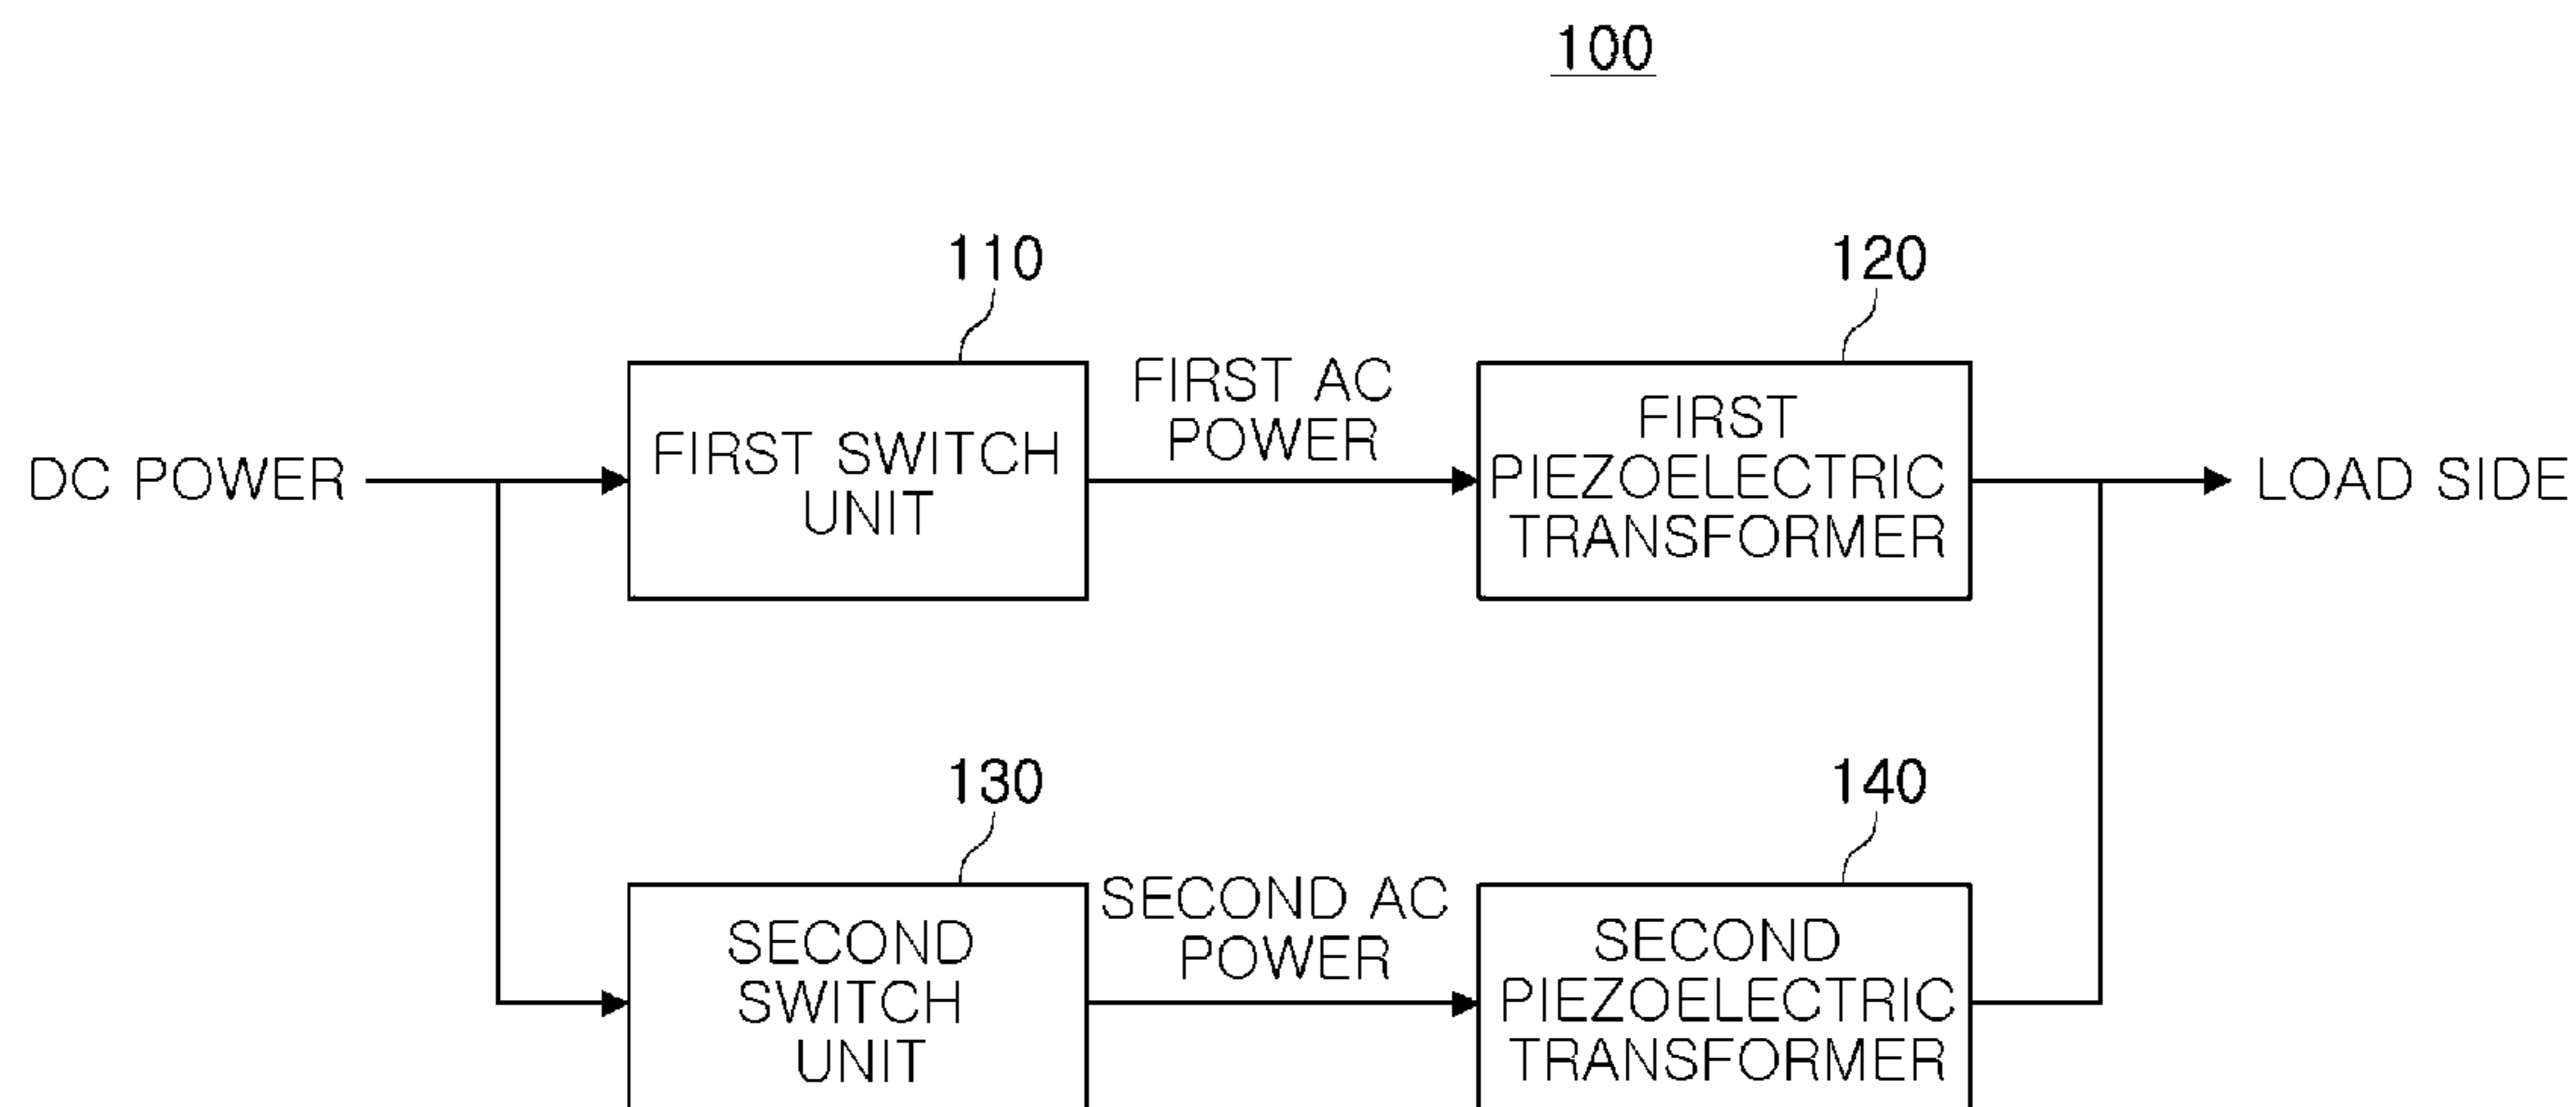 100
110
120
FIRST AC
POWER
FIRST
PIEZOELECTRIC
TRANSFORMER
FIRST SWITCH
UNIT
DC POWER
LOAD SIDE
130
140
SECOND AC
POWER
SECOND
SWITCH
UNIT
SECOND
PIEZOELECTRIC
TRANSFORMER